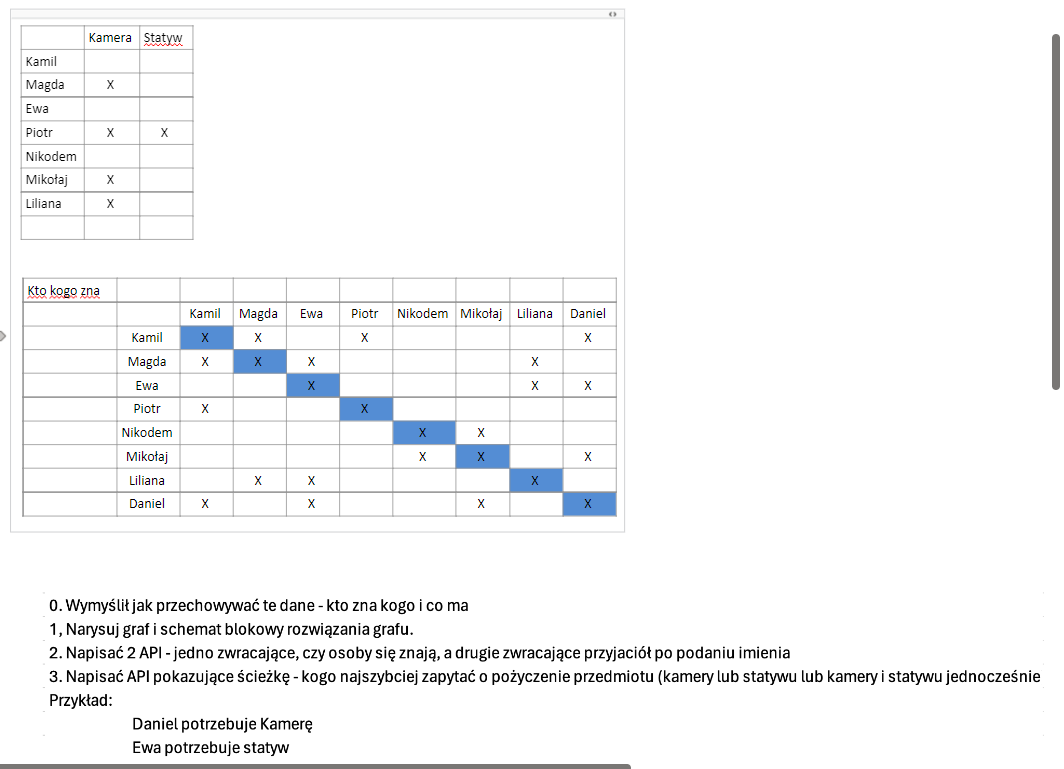 Kamera Statyw
Kamil
Magda X
Ewa
Piotr X X
Nikodem
Mikołaj X
Liliana X
Kto kogo zna
Kamil Magda Ewa Piotr Nikodem Mikołaj Liliana Daniel
Kamil X X X X
Magda X X X X
Ewa X X X
Piotr X X
Nikodem X X
Mikołaj X X X
Liliana X X X
Daniel X X X X
0. Wymyślił jak przechowywać te dane - kto zna kogo i co ma
1, Narysuj graf i schemat blokowy rozwiązania grafu.
2. Napisać 2 API - jedno zwracające, czy osoby się znają, a drugie zwracające przyjaciół po podaniu imienia
3. Napisać API pokazujące ścieżkę - kogo najszybciej zapytać o pożyczenie przedmiotu (kamery lub statywu lub kamery i statywu jednocześnie
Przykład:
Daniel potrzebuje Kamerę
Ewa potrzebuje statyw